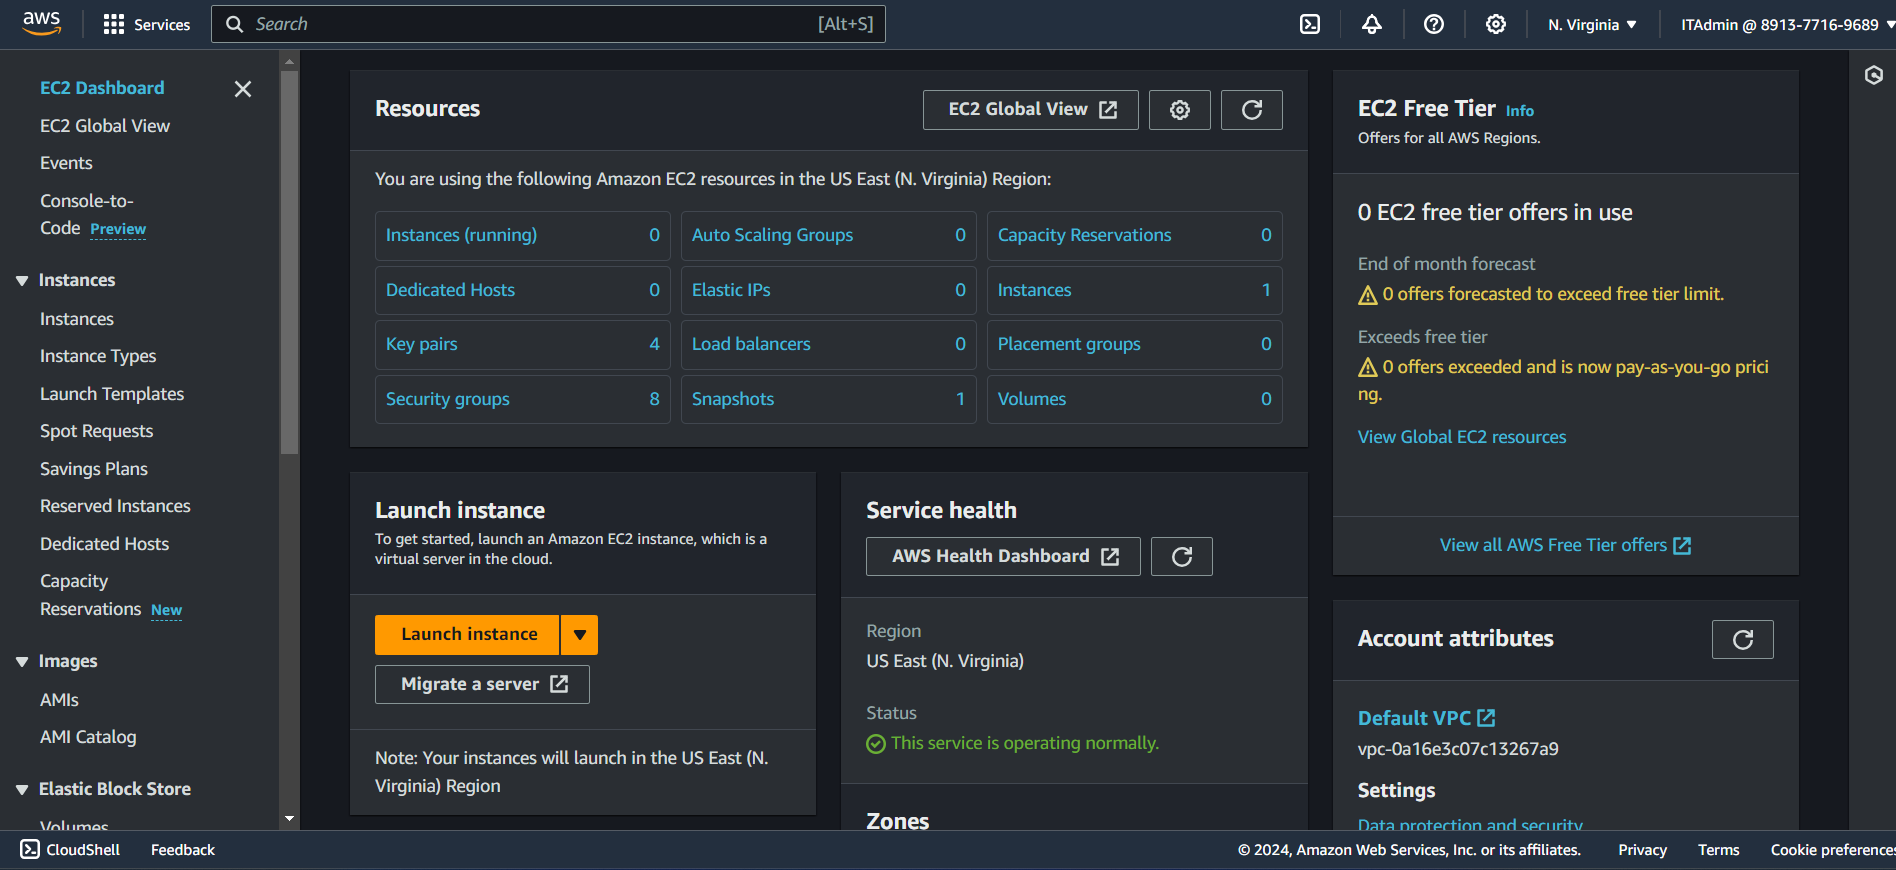 aws
Services
Search
[Alt+S]
N. Virginia
ITAdmin @ 8913-7716-9689
EC2 Dashboard
EC2 Global View
Events
Console-to-
Code Preview
Instances
Instances
Instance Types
Launch Templates
Spot Requests
Savings Plans
Reserved Instances
Dedicated Hosts
Capacity
Reservations New
Images
AMIs
AMI Catalog
Elastic Block Store
Volumes
Resources
EC2 Global View
You are using the following Amazon EC2 resources in the US East (N. Virginia) Region:
Instances (running) 0
Auto Scaling Groups 0
Capacity Reservations 0
Dedicated Hosts 0
Elastic IPs 0
Instances 1
Key pairs 4
Load balancers 0
Placement groups 0
Security groups 8
Snapshots 1
Volumes 0
Launch instance
To get started, launch an Amazon EC2 instance, which is a
virtual server in the cloud.
Launch instance
Migrate a server
Note: Your instances will launch in the US East (N.
Virginia) Region
Service health
AWS Health Dashboard
Region
US East (N. Virginia)
Status
This service is operating normally.
Zones
EC2 Free Tier Info
Offers for all AWS Regions.
0 EC2 free tier offers in use
End of month forecast
0 offers forecasted to exceed free tier limit.
Exceeds free tier
0 offers exceeded and is now pay-as-you-go prici
ng.
View Global EC2 resources
View all AWS Free Tier offers
Account attributes
Default VPC
vpc-0a16e3c07c13267a9
Settings
Data protection and security
CloudShell
Feedback
© 2024, Amazon Web Services, Inc. or its affiliates.
Privacy
Terms
Cookie preferences